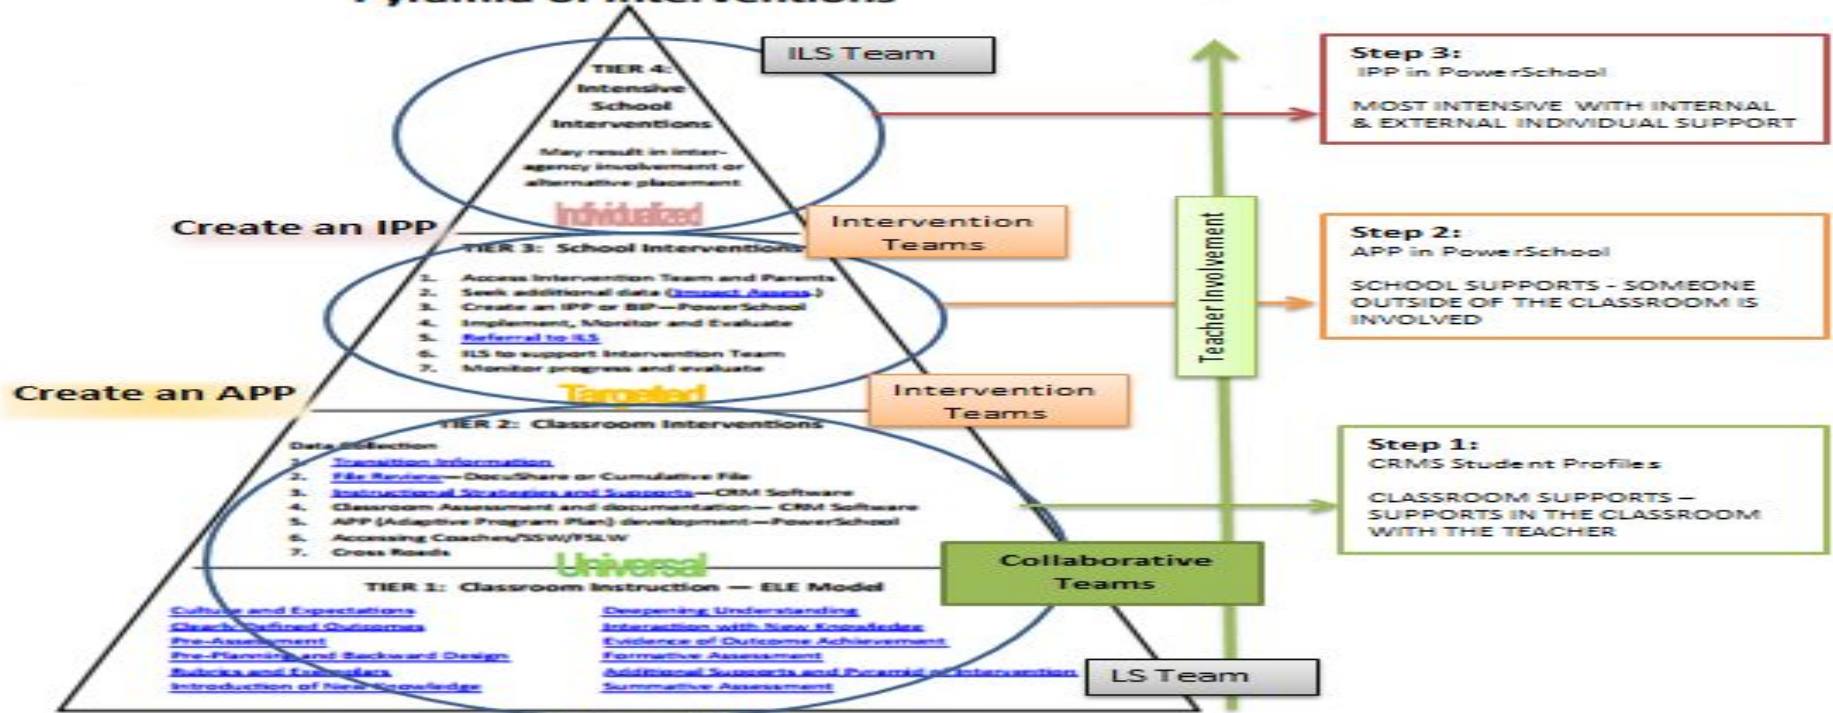 Pyramid of Interventions
ILS Team
TIER 4:
Intensive
School
Interventions
May result in inter-
agency involvement or
alternative placement
Individualized
Create an IPP
Intervention
Teams
TIER 3: School Interventions
1. Access Intervention Team and Parents
2. Seek additional data (Impact Assess.)
3. Create an IPP or BIP—PowerSchool
4. Implement, Monitor and Evaluate
5. Referral to ILS
6. ILS to support Intervention Team
7. Monitor progress and evaluate
Targeted
Create an APP
Intervention
Teams
TIER 2: Classroom Interventions
Data Collection
1. Transition Information
2. File Review—DocuShare or Cumulative File
3. Instructional Strategies and Supports—CRM Software
4. Classroom Assessment and documentation— CRM Software
5. APP (Adaptive Program Plan) development—PowerSchool
6. Accessing Coaches/SSW/FSLW
7. Cross Roads
Universal
Collaborative
Teams
TIER 1: Classroom Instruction — ELE Model
Culture and Expectations
Clearly Defined Outcomes
Pre-Assessment
Pre-Planning and Backward Design
Rubrics and Exemplars
Introduction of New Knowledge
Deepening Understanding
Interaction with New Knowledge
Evidence of Outcome Achievement
Formative Assessment
Additional Supports and Pyramid of Intervention
Summative Assessment
LS Team
Teacher Involvement
Step 3:
IPP in PowerSchool
MOST INTENSIVE WITH INTERNAL
& EXTERNAL INDIVIDUAL SUPPORT
Step 2:
APP in PowerSchool
SCHOOL SUPPORTS - SOMEONE
OUTSIDE OF THE CLASSROOM IS
INVOLVED
Step 1:
CRMS Student Profiles
CLASSROOM SUPPORTS –
SUPPORTS IN THE CLASSROOM
WITH THE TEACHER